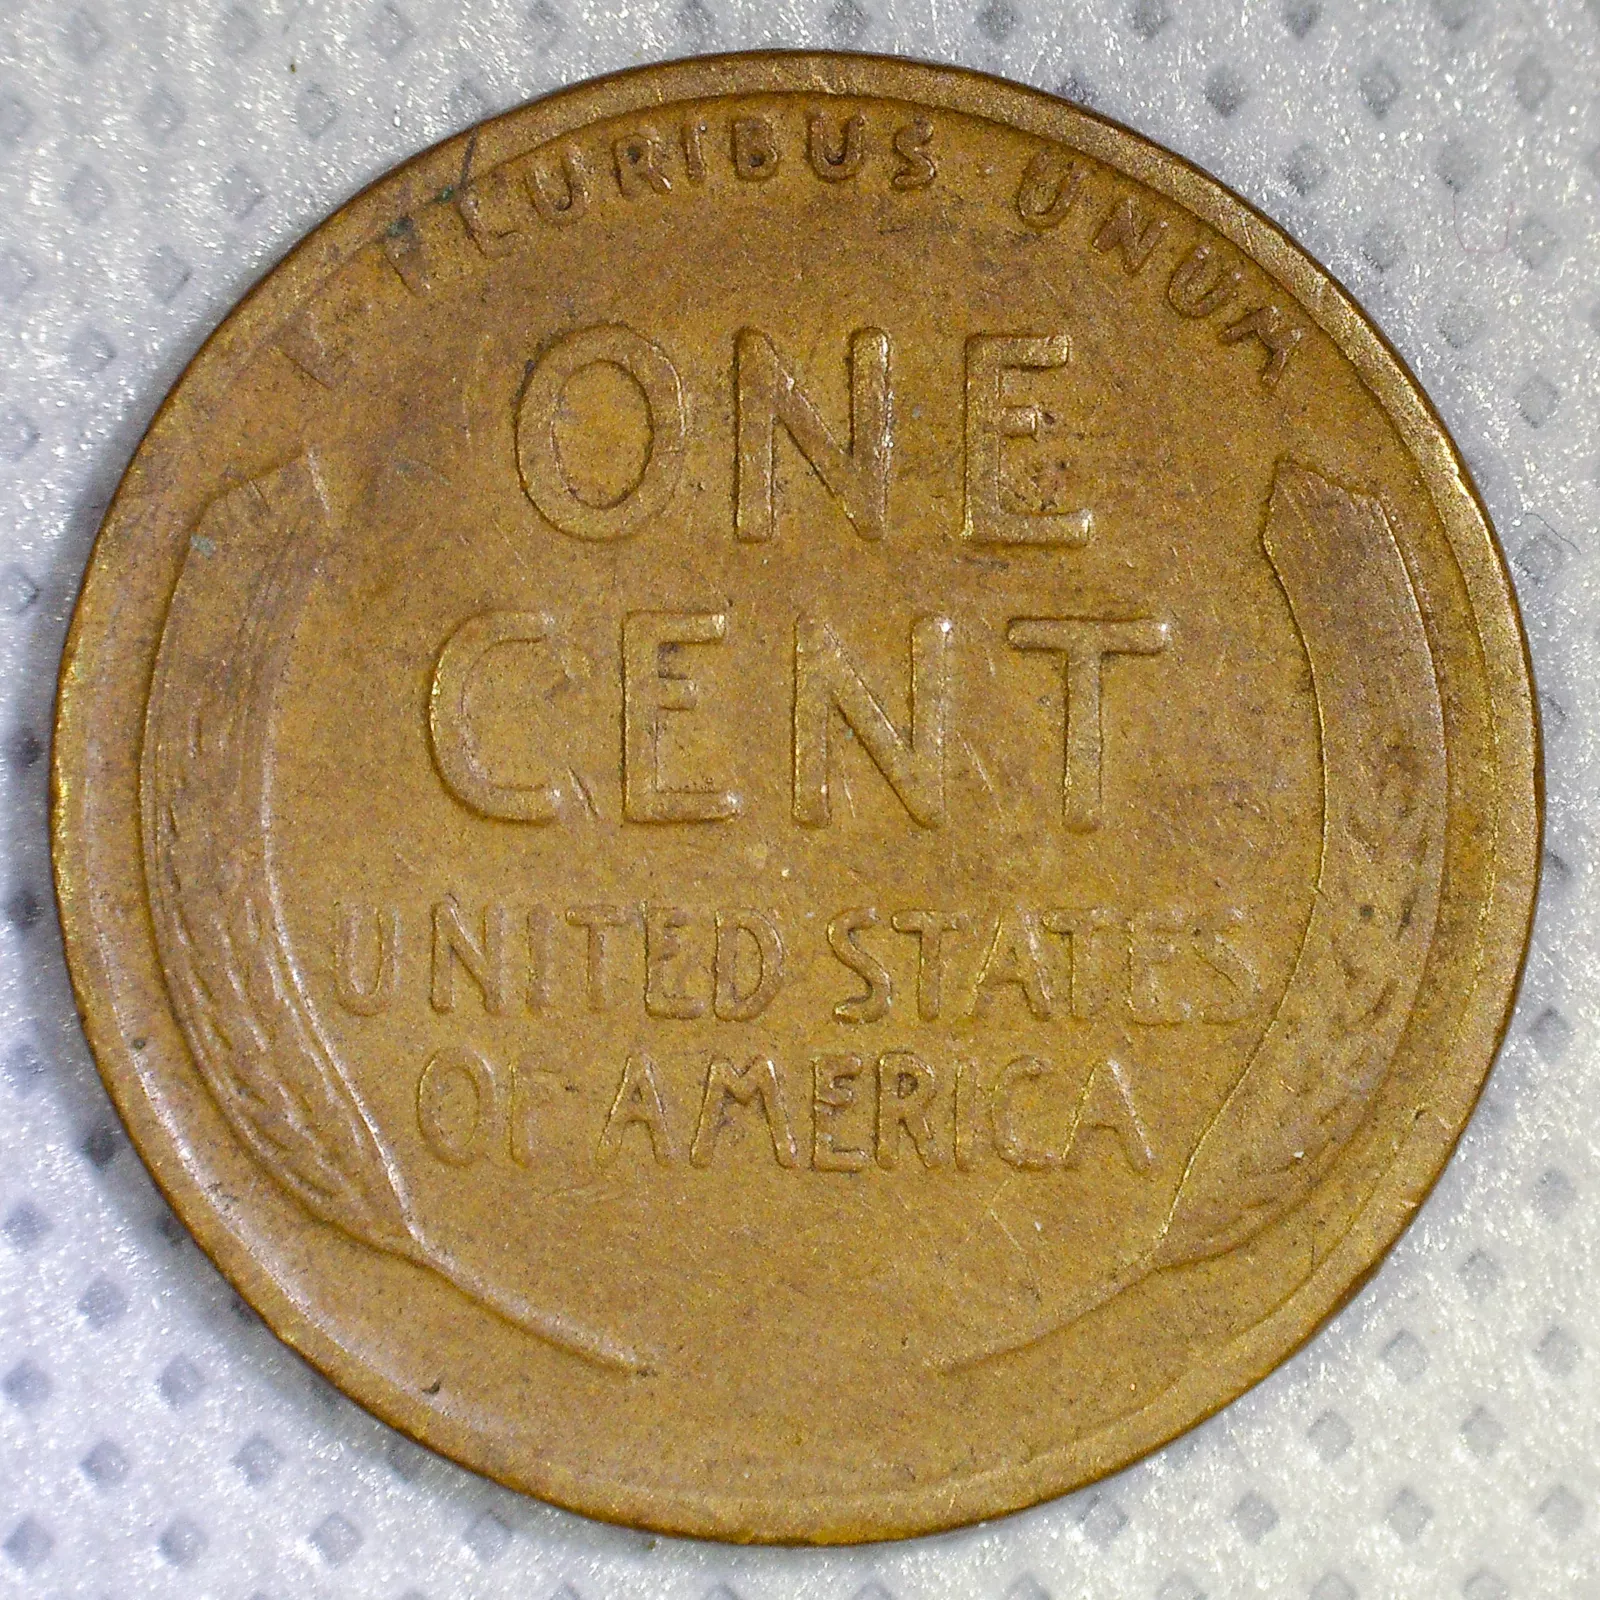 E PLURIBUS · UNUM
ONE
CENT
UNITED STATES
OF AMERICA